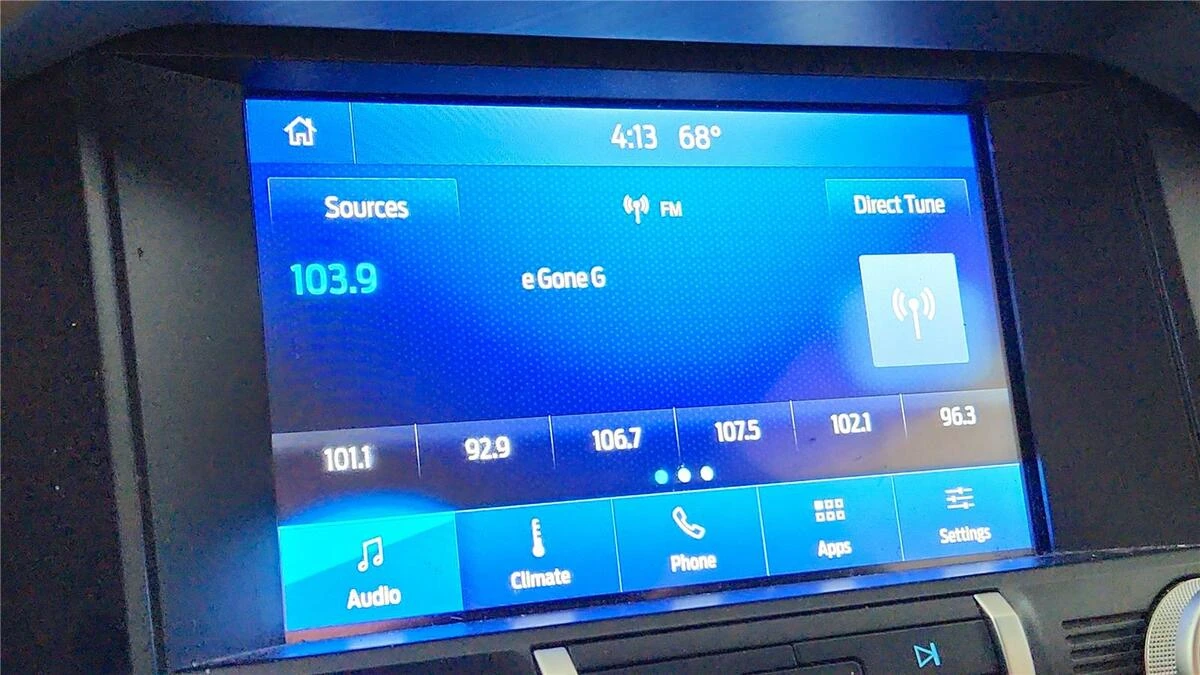 4:13 68°
Sources FM Direct Tune
103.9 e Gone G
101.1 92.9 106.7 107.5 102.1 96.3
Audio Climate Phone Apps Settings